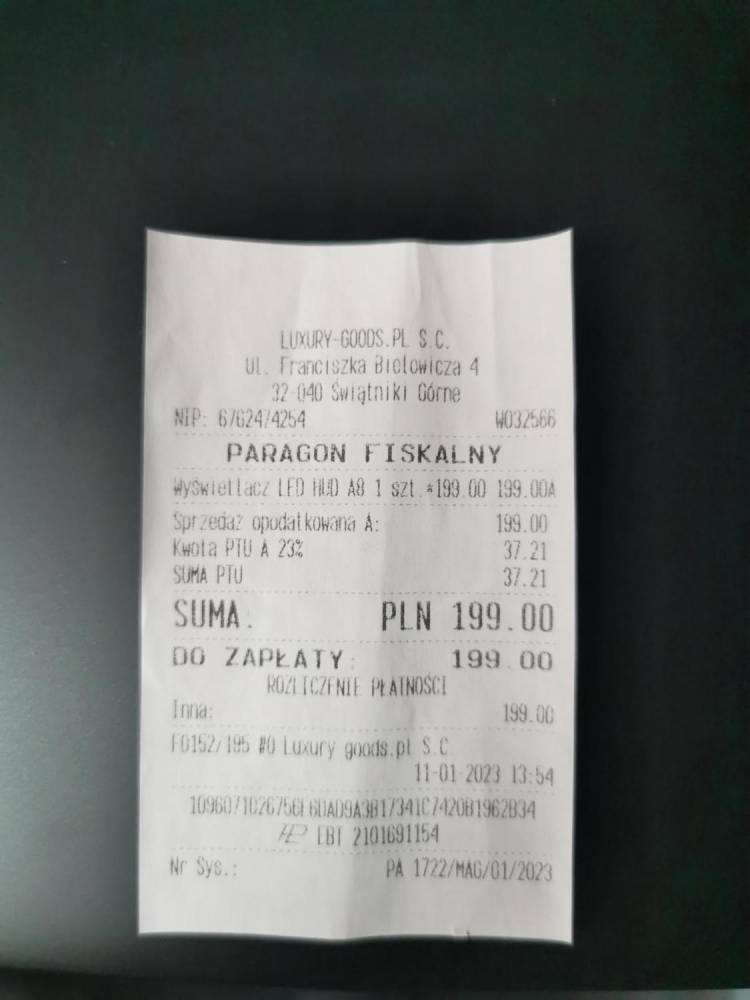 LUXURY-GOODS.PL S.C.
Ul. Franciszka Bielowicza 4
32-040 Świątniki Górne
NIP: 6762474254 W032566
PARAGON FISKALNY
Wyświetlacz LED HUD A8 1 szt.*199.00 199.00A
Sprzedaż opodatkowana A: 199.00
Kwota PTU A 23% 37.21
SUMA PTU 37.21
SUMA. PLN 199.00
DO ZAPŁATY: 199.00
ROZLICZENIE PŁATNOŚCI
Inna: 199.00
F0152/195 #0 Luxury goods.pl S.C
11-01-2023 13:54
EBT 2101691154
Nr Sys.: PA 1722/MAG/01/2023